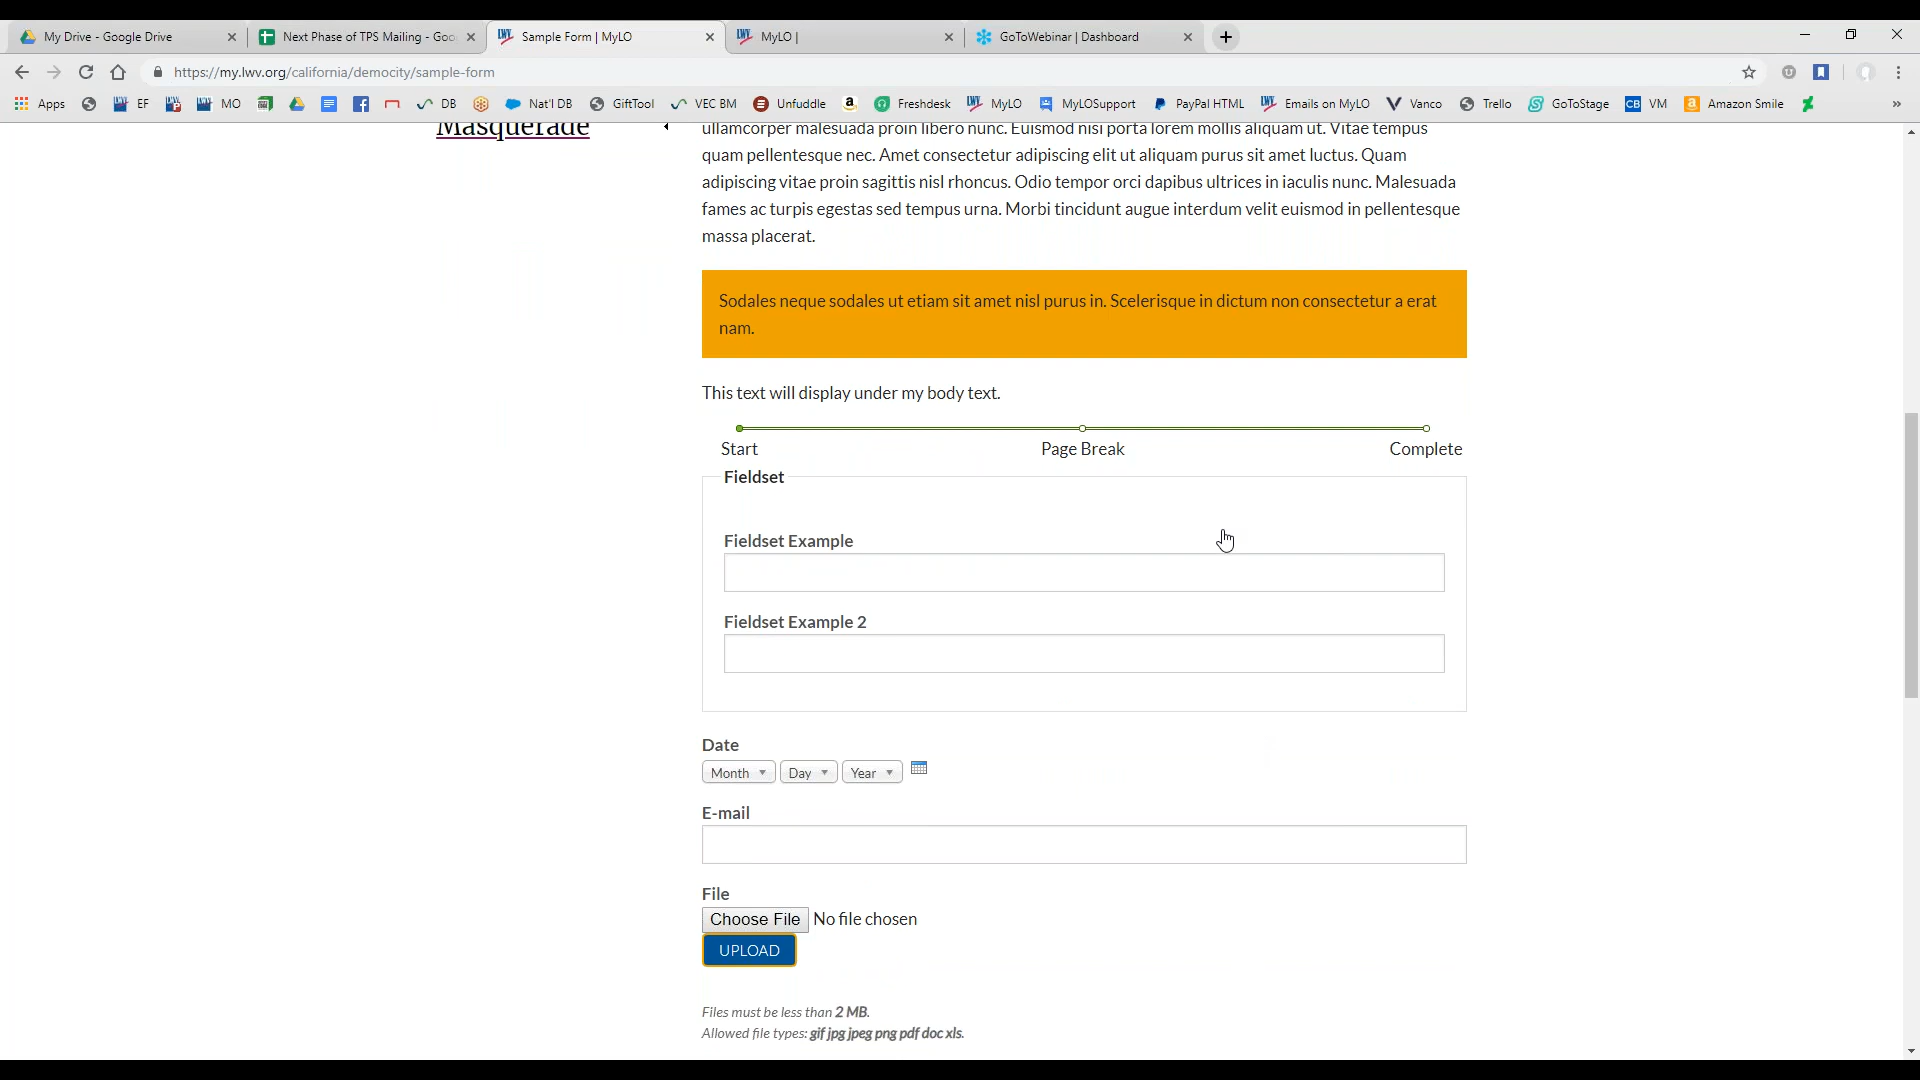 My Drive - Google Drive
Next Phase of TPS Mailing - Goo
Sample Form | MyLO
MyLO |
GoToWebinar | Dashboard
https://my.lwv.org/california/democity/sample-form
Apps EF MO DB Nat'l DB GiftTool VEC BM Unfuddle Freshdesk MyLO MyLOSupport PayPal HTML Emails on MyLO Vanco Trello GoToStage VM Amazon Smile »
Masquerade
ullamcorper malesuada proin libero nunc. Euismod nisi porta lorem mollis aliquam ut. Vitae tempus
quam pellentesque nec. Amet consectetur adipiscing elit ut aliquam purus sit amet luctus. Quam
adipiscing vitae proin sagittis nisl rhoncus. Odio tempor orci dapibus ultrices in iaculis nunc. Malesuada
fames ac turpis egestas sed tempus urna. Morbi tincidunt augue interdum velit euismod in pellentesque
massa placerat.
Sodales neque sodales ut etiam sit amet nisl purus in. Scelerisque in dictum non consectetur a erat
nam.
This text will display under my body text.
Start Page Break Complete
Fieldset
Fieldset Example
Fieldset Example 2
Date
Month Day Year
E-mail
File
Choose File No file chosen
UPLOAD
Files must be less than 2 MB.
Allowed file types: gif jpg jpeg png pdf doc xls.